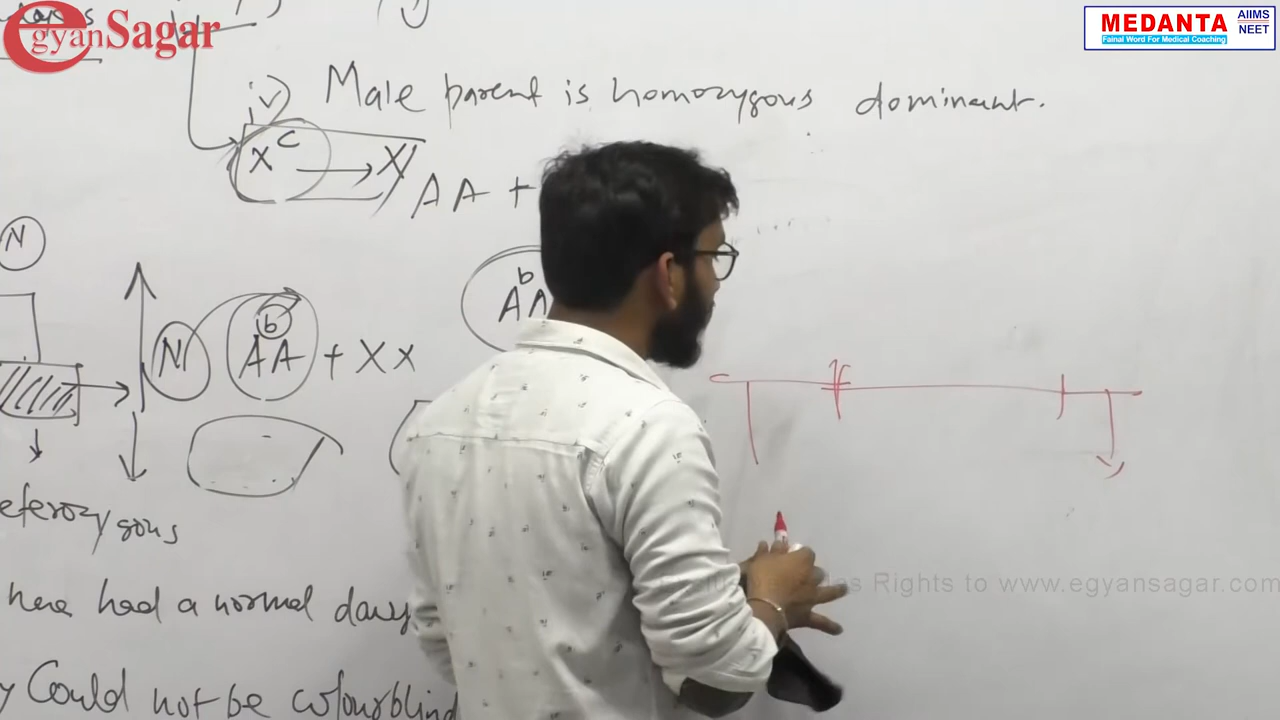 egyanSagar
MEDANTA AIIMS NEET
Fainal Word For Medical Coaching
iv) Male parent is homozygous dominant.
X^c → X
AA +
N
N b AA + Xx
b AA
eterozygous
here had a normal
Could not be colourblind
s Rights to www.egyansagar.com